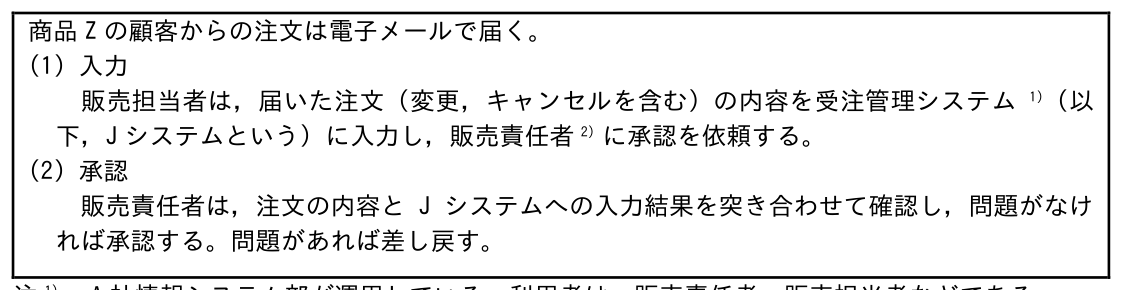 商品 Z の顧客からの注文は電子メールで届く。
(1) 入力
販売担当者は，届いた注文（変更，キャンセルを含む）の内容を受注管理システム 1)（以
下，J システムという）に入力し，販売責任者 2) に承認を依頼する。
(2) 承認
販売責任者は，注文の内容と J システムへの入力結果を突き合わせて確認し，問題がなけ
れば承認する。問題があれば差し戻す。